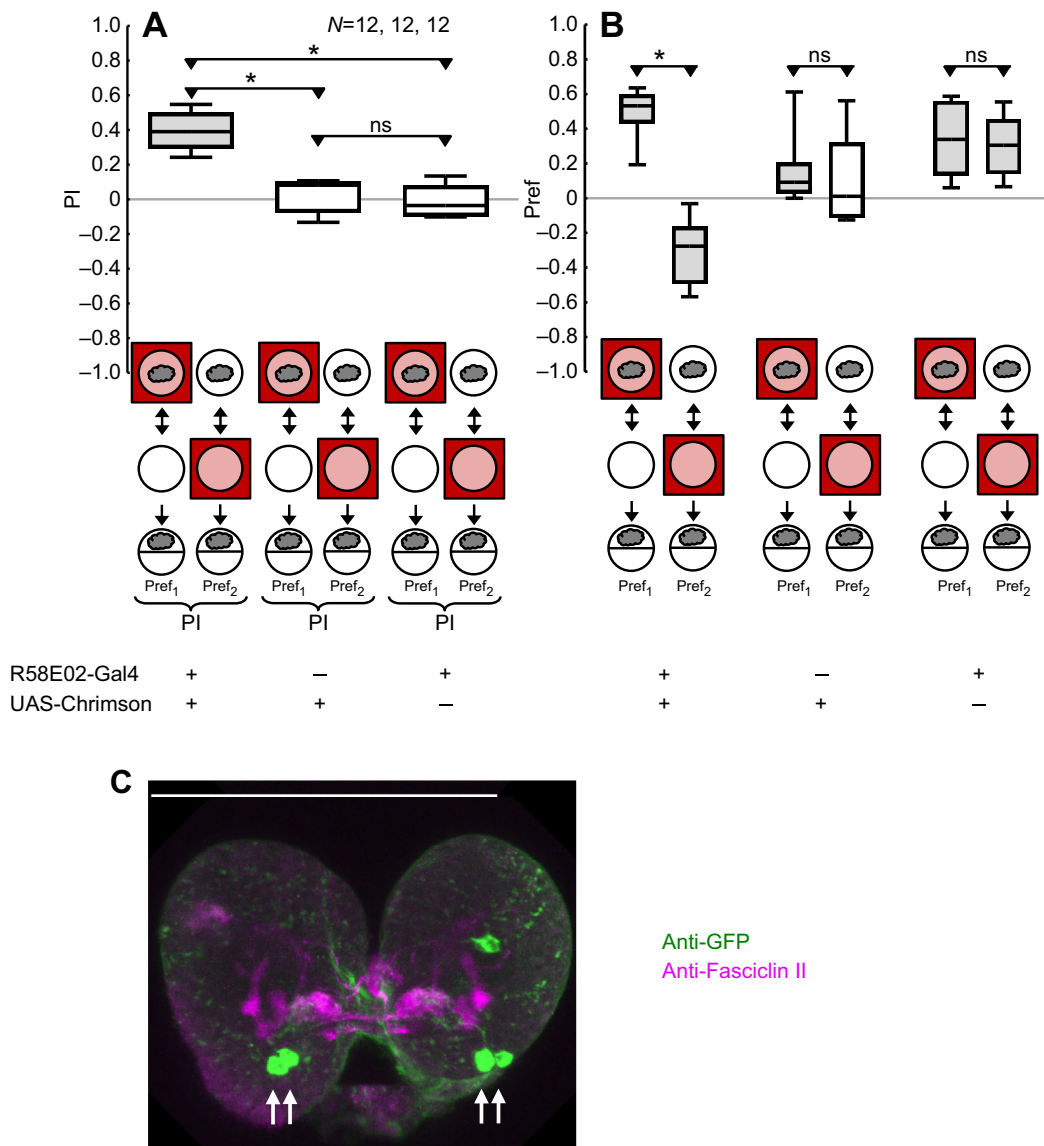 A
N=12, 12, 12
PI
1.0
0.8
0.6
0.4
0.2
0
–0.2
–0.4
–0.6
–0.8
–1.0
*
*
ns
Pref1 Pref2 Pref1 Pref2 Pref1 Pref2
PI PI PI
B
Pref
1.0
0.8
0.6
0.4
0.2
0
–0.2
–0.4
–0.6
–0.8
–1.0
* ns ns
Pref1 Pref2 Pref1 Pref2 Pref1 Pref2
R58E02-Gal4 + – + + – +
UAS-Chrimson + + – + + –
C
Anti-GFP
Anti-Fasciclin II